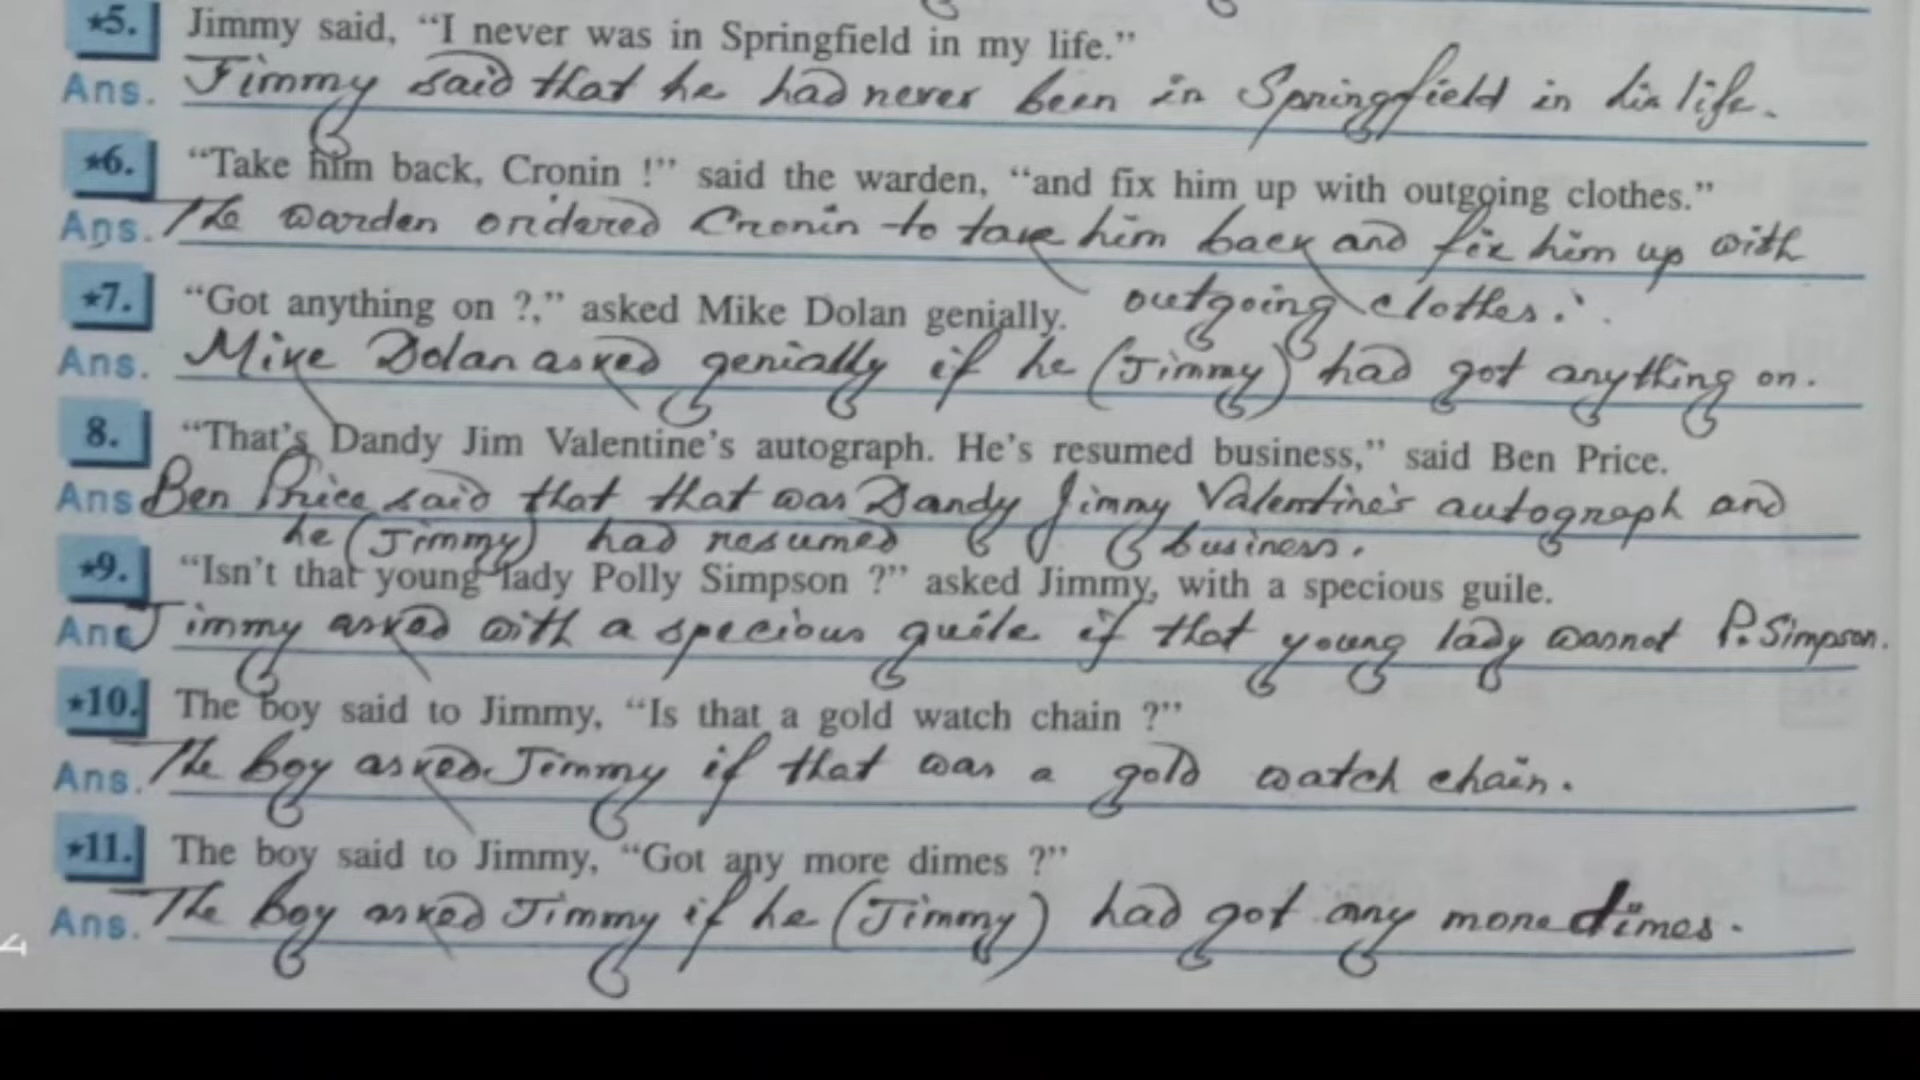 *5. Jimmy said, “I never was in Springfield in my life.”
Ans. Jimmy said that he had never been in Springfield in his life.
*6. “Take him back, Cronin !” said the warden, “and fix him up with outgoing clothes.”
Ans. The warden ordered Cronin to take him back and fix him up with
outgoing clothes.
*7. “Got anything on ?,” asked Mike Dolan genially.
Ans. Mike Dolan asked genially if he (Jimmy) had got anything on.
8. “That’s Dandy Jim Valentine’s autograph. He’s resumed business,” said Ben Price.
Ans Ben Price said that that was Dandy Jimmy Valentine's autograph and
he (Jimmy) had resumed business.
*9. “Isn’t that young lady Polly Simpson ?” asked Jimmy, with a specious guile.
Ans Jimmy asked with a specious guile if that young lady was not P. Simpson.
*10. The boy said to Jimmy, “Is that a gold watch chain ?”
Ans. The boy asked Jimmy if that was a gold watch chain.
*11. The boy said to Jimmy, “Got any more dimes ?”
Ans. The boy asked Jimmy if he (Jimmy) had got any more dimes.
4